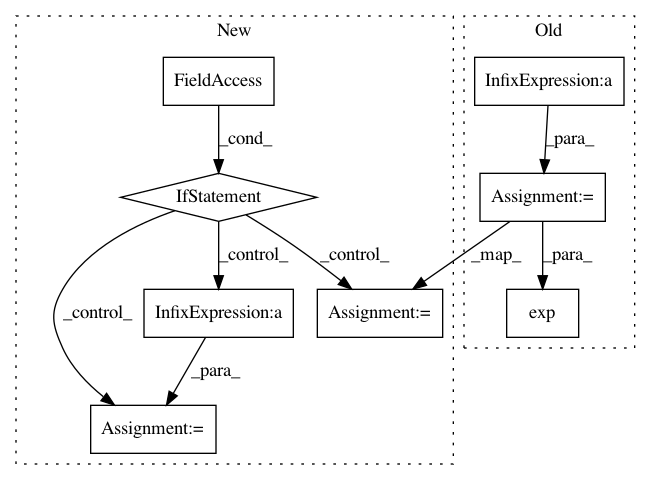 New
Old
FieldAccess
InfixExpression:a
_cond_
_para_
IfStatement
Assignment:=
_control_
_control_
_control_
_map_
_para_
InfixExpression:a
Assignment:=
exp
_para_
Assignment:=